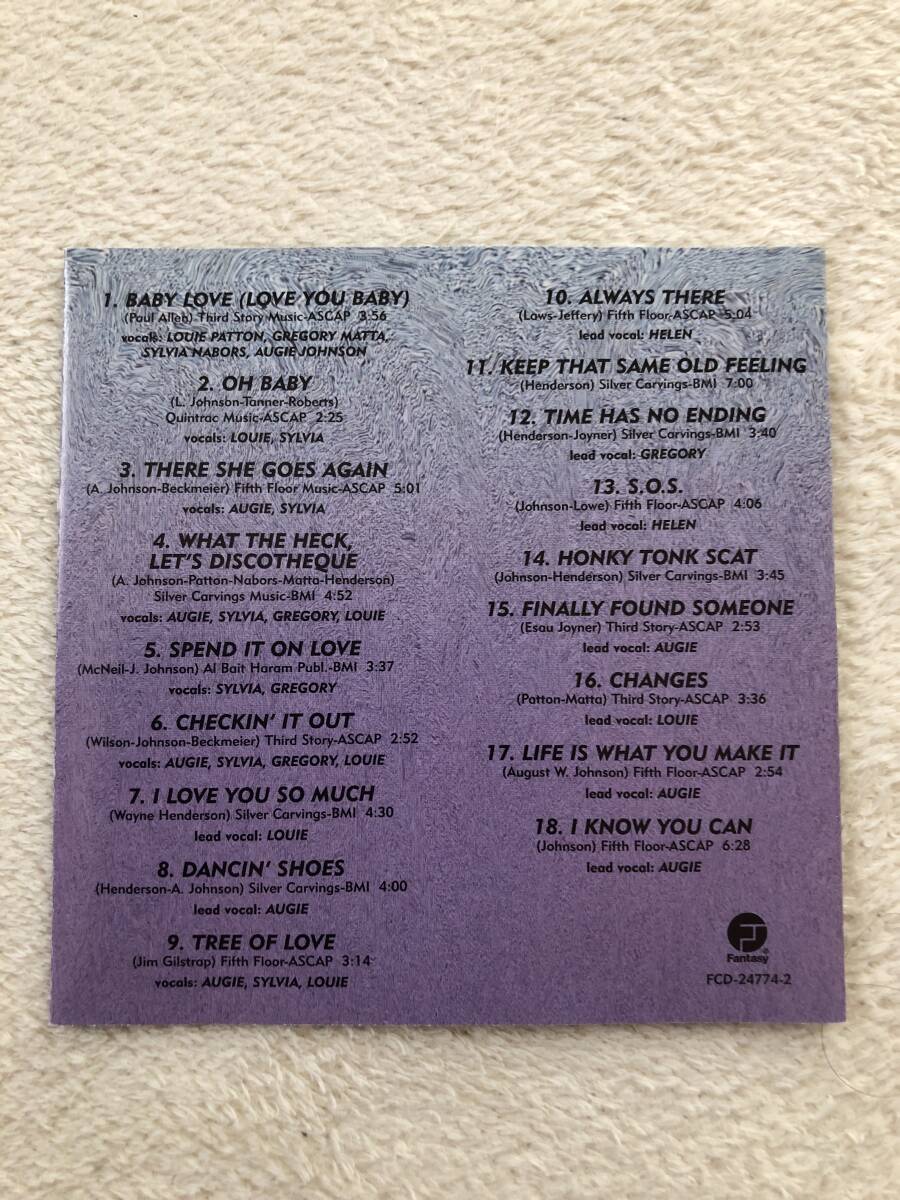 1. BABY LOVE (LOVE YOU BABY)
(Paul Allen) Third Story Music-ASCAP 3:56
vocals: LOUIE PATTON, GREGORY MATTA,
SYLVIA NABORS, AUGIE JOHNSON
2. OH BABY
(L. Johnson-Tanner-Roberts)
Quintrac Music-ASCAP 2:25
vocals: LOUIE, SYLVIA
3. THERE SHE GOES AGAIN
(A. Johnson-Beckmeier) Fifth Floor Music-ASCAP 5:01
vocals: AUGIE, SYLVIA
4. WHAT THE HECK,
LET'S DISCOTHEQUE
(A. Johnson-Patton-Nabors-Matta-Henderson)
Silver Carvings Music-BMI 4:52
vocals: AUGIE, SYLVIA, GREGORY, LOUIE
5. SPEND IT ON LOVE
(McNeil-J. Johnson) Al Bait Haram Publ.-BMI 3:37
vocals: SYLVIA, GREGORY
6. CHECKIN' IT OUT
(Wilson-Johnson-Beckmeier) Third Story-ASCAP 2:52
vocals: AUGIE, SYLVIA, GREGORY, LOUIE
7. I LOVE YOU SO MUCH
(Wayne Henderson) Silver Carvings-BMI 4:30
lead vocal: LOUIE
8. DANCIN' SHOES
(Henderson-A. Johnson) Silver Carvings-BMI 4:00
lead vocal: AUGIE
9. TREE OF LOVE
(Jim Gilstrap) Fifth Floor-ASCAP 3:14
vocals: AUGIE, SYLVIA, LOUIE
10. ALWAYS THERE
(Laws-Jeffery) Fifth Floor-ASCAP 5:04
lead vocal: HELEN
11. KEEP THAT SAME OLD FEELING
(Henderson) Silver Carvings-BMI 7:00
12. TIME HAS NO ENDING
(Henderson-Joyner) Silver Carvings-BMI 3:40
lead vocal: GREGORY
13. S.O.S.
(Johnson-Lowe) Fifth Floor-ASCAP 4:06
lead vocal: HELEN
14. HONKY TONK SCAT
(Johnson-Henderson) Silver Carvings-BMI 3:45
15. FINALLY FOUND SOMEONE
(Esau Joyner) Third Story-ASCAP 2:53
lead vocal: AUGIE
16. CHANGES
(Patton-Matta) Third Story-ASCAP 3:36
lead vocal: LOUIE
17. LIFE IS WHAT YOU MAKE IT
(August W. Johnson) Fifth Floor-ASCAP 2:54
lead vocal: AUGIE
18. I KNOW YOU CAN
(Johnson) Fifth Floor-ASCAP 6:28
lead vocal: AUGIE
Fantasy®
FCD-24774-2